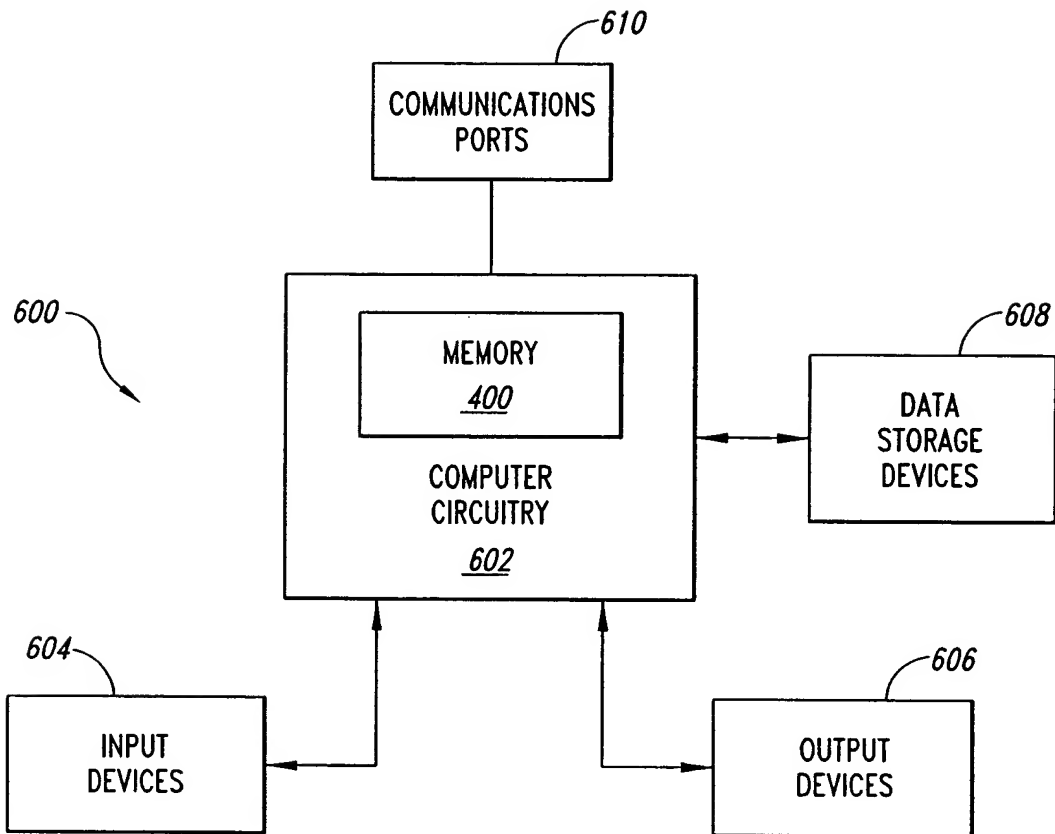 610
COMMUNICATIONS
PORTS
600
MEMORY
400
COMPUTER
CIRCUITRY
602
608
DATA
STORAGE
DEVICES
604
INPUT
DEVICES
606
OUTPUT
DEVICES